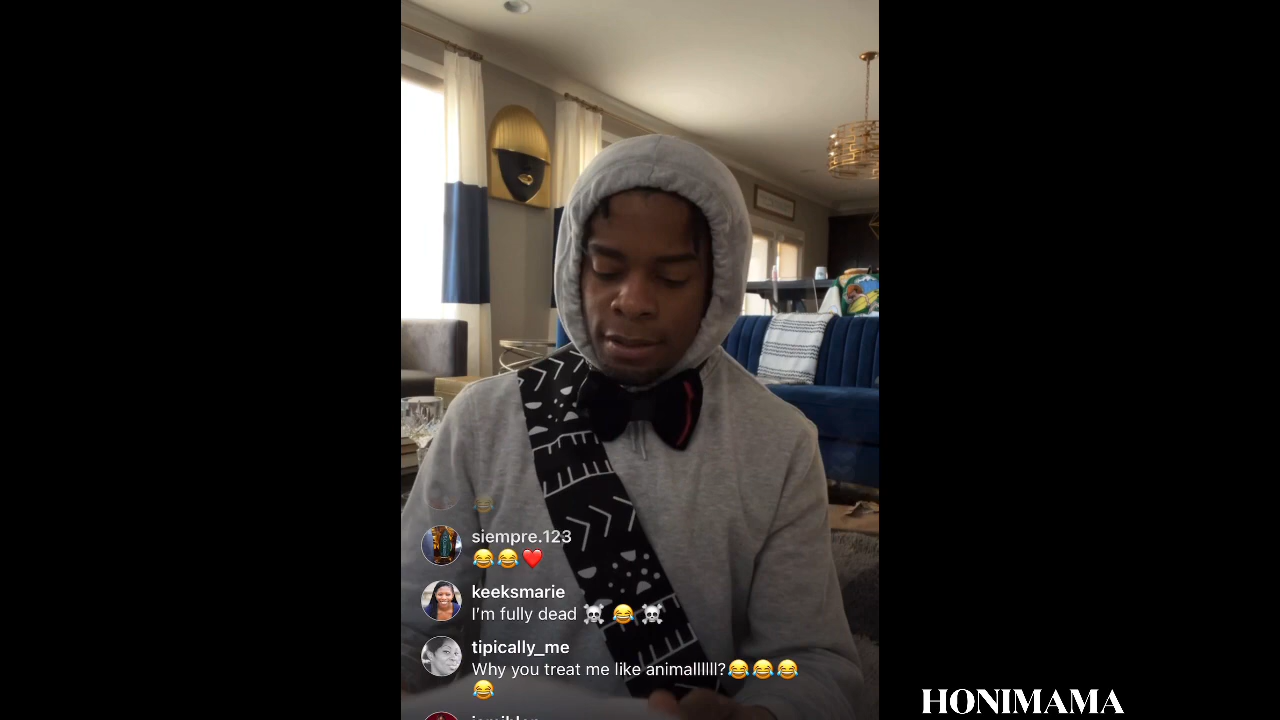 siempre.123
😂😂❤️
keeksmarie
I'm fully dead ☠️ 😂 ☠️
tipically_me
Why you treat me like animallllll?😂😂😂
😂
HONIMAMA